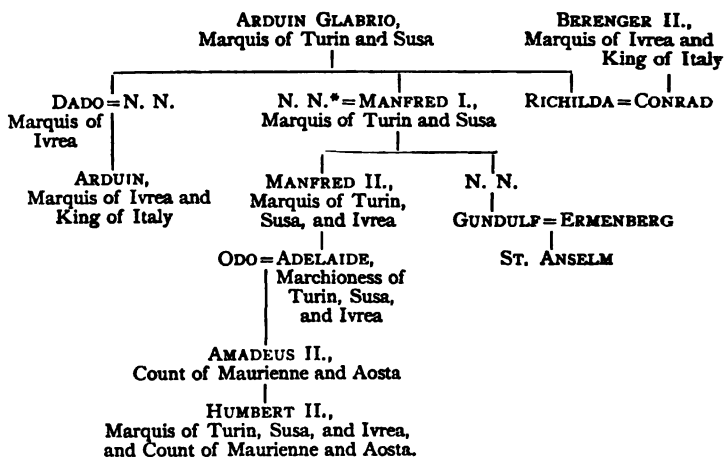 ARDUIN GLABRIO,
Marquis of Turin and Susa
BERENGER II.,
Marquis of Ivrea and
King of Italy
DADO = N. N.
Marquis of
Ivrea
N. N.* = MANFRED I.,
Marquis of Turin and Susa
RICHILDA = CONRAD
ARDUIN,
Marquis of Ivrea and
King of Italy
MANFRED II.,
Marquis of Turin,
Susa, and Ivrea
N. N.
GUNDULF = ERMENBERG
ODO = ADELAIDE,
Marchioness of
Turin, Susa,
and Ivrea
ST. ANSELM
AMADEUS II.,
Count of Maurienne and Aosta
HUMBERT II.,
Marquis of Turin, Susa, and Ivrea,
and Count of Maurienne and Aosta.